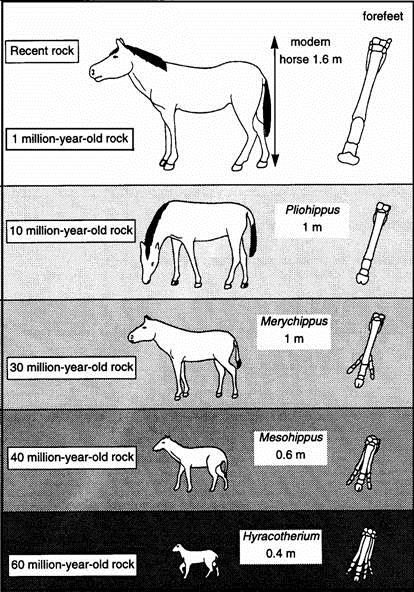 forefeet
Recent rock
modern
horse 1.6 m
1 million-year-old rock
Pliohippus
1 m
10 million-year-old rock
Merychippus
1 m
30 million-year-old rock
Mesohippus
0.6 m
40 million-year-old rock
Hyracotherium
0.4 m
60 million-year-old rock